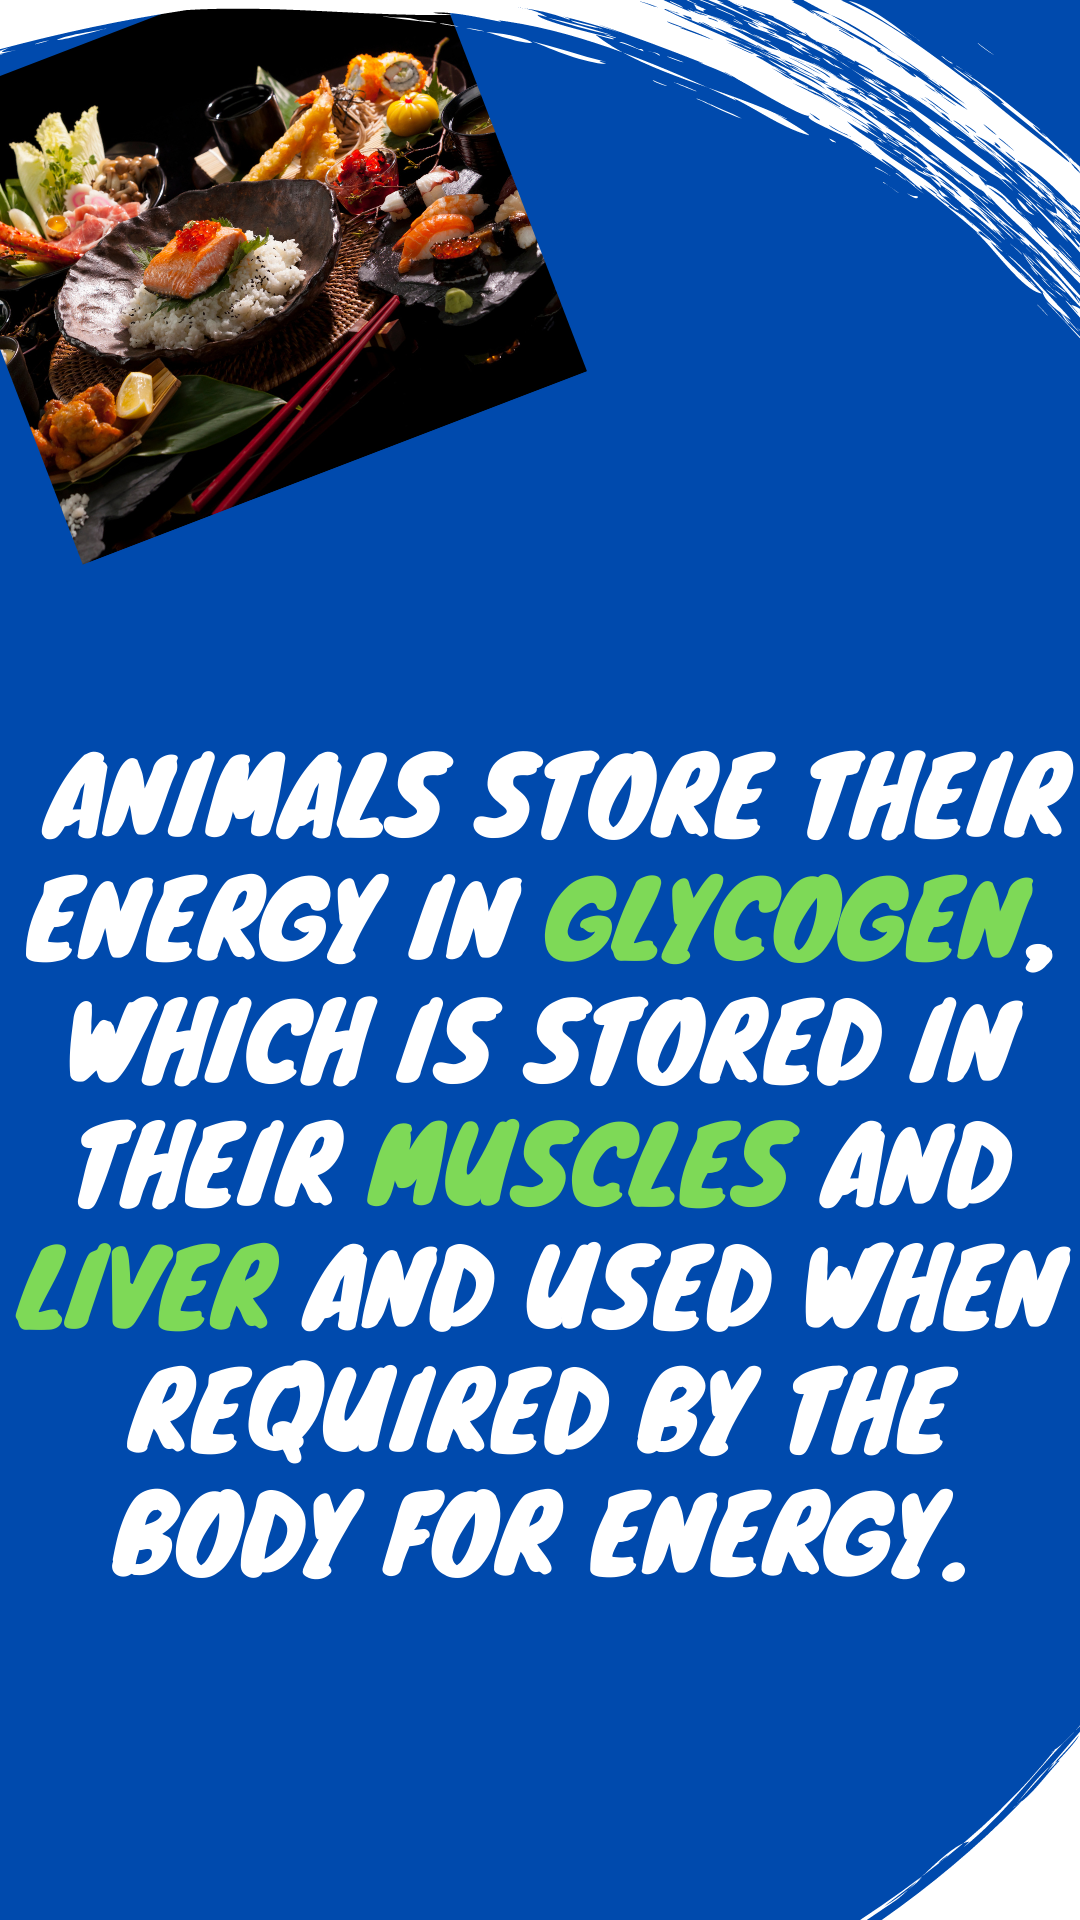 ANIMALS STORE THEIR
ENERGY IN GLYCOGEN,
WHICH IS STORED IN
THEIR MUSCLES AND
LIVER AND USED WHEN
REQUIRED BY THE
BODY FOR ENERGY.